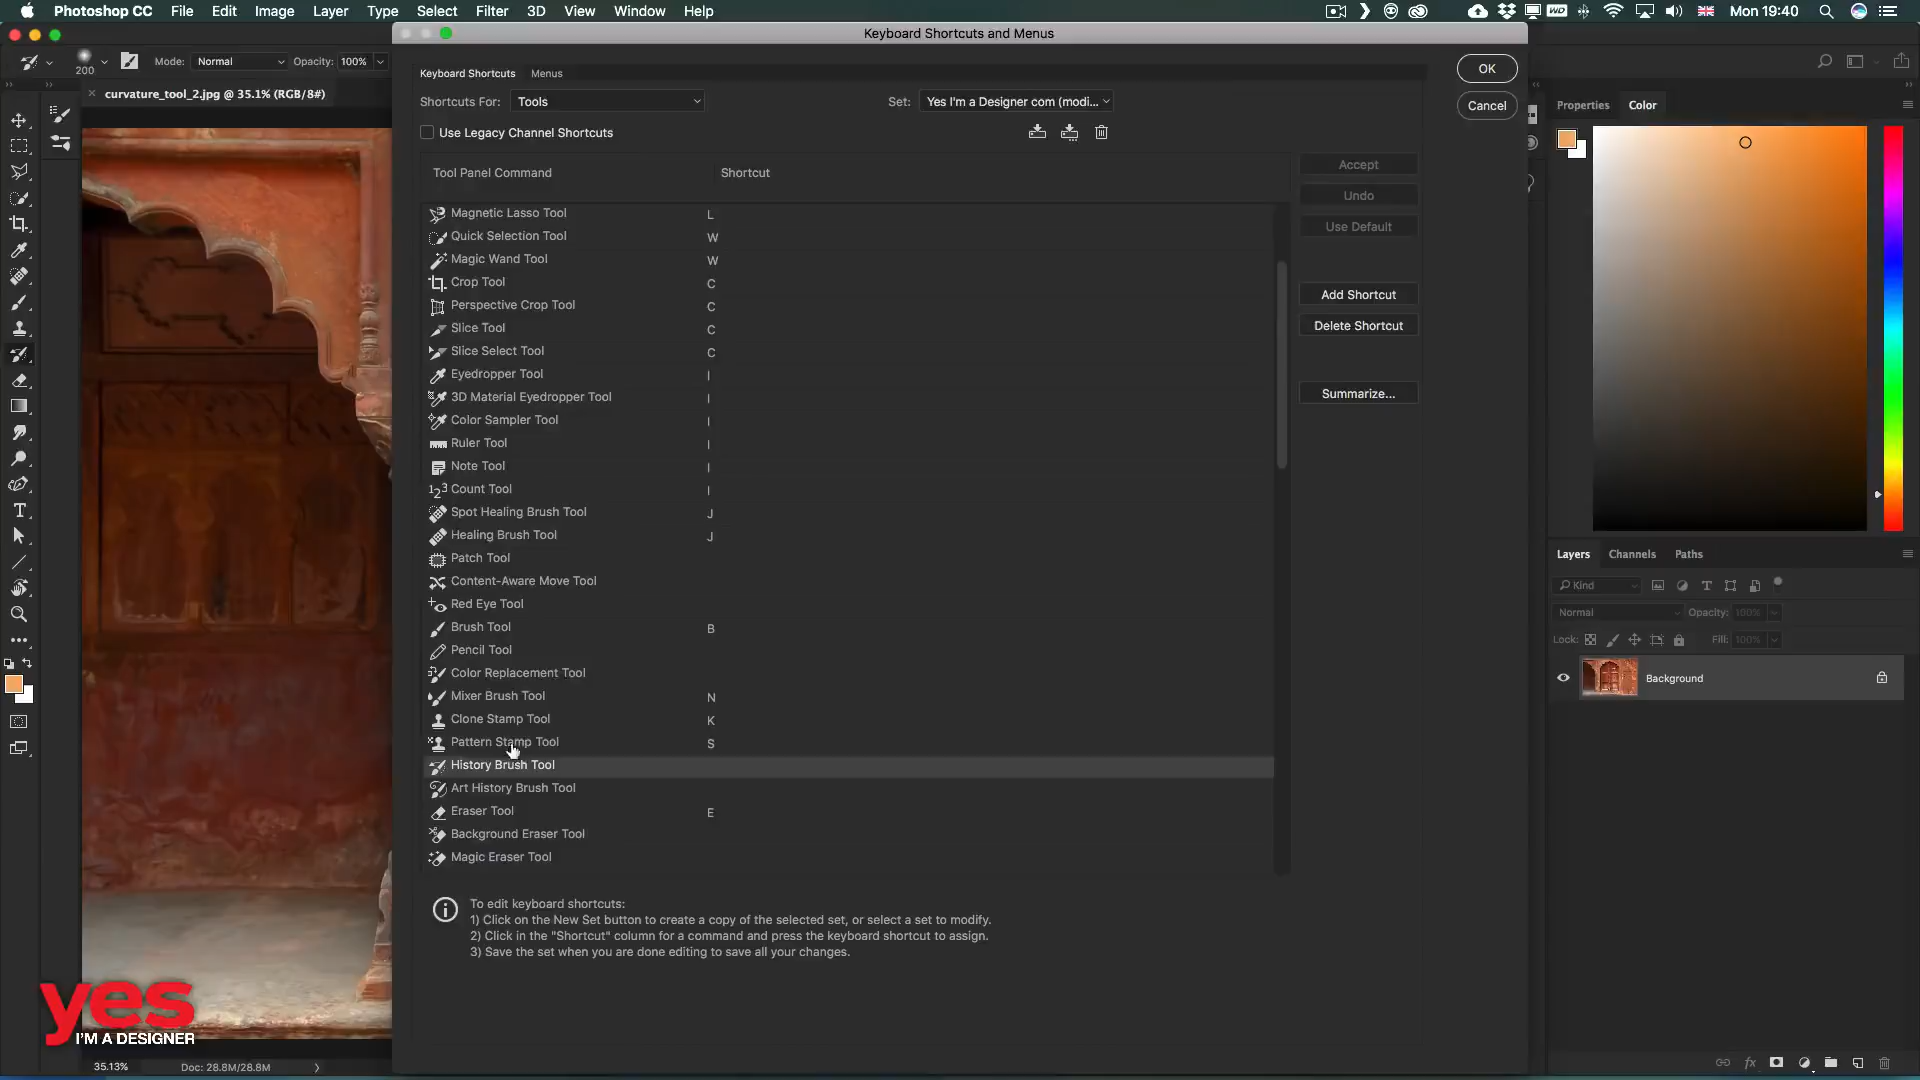 Photoshop CC File Edit Image Layer Type Select Filter 3D View Window Help
WD
Mon 19:40
Keyboard Shortcuts and Menus
200
Mode: Normal Opacity: 100%
curvature_tool_2.jpg @ 35.1% (RGB/8#)
Keyboard Shortcuts Menus
Shortcuts For: Tools Set: Yes I'm a Designer com (modi...
Use Legacy Channel Shortcuts
OK
Cancel
Tool Panel Command Shortcut
Magnetic Lasso Tool L
Quick Selection Tool W
Magic Wand Tool W
Crop Tool C
Perspective Crop Tool C
Slice Tool C
Slice Select Tool C
Eyedropper Tool I
3D Material Eyedropper Tool I
Color Sampler Tool I
Ruler Tool I
Note Tool I
Count Tool I
Spot Healing Brush Tool J
Healing Brush Tool J
Patch Tool
Content-Aware Move Tool
Red Eye Tool
Brush Tool B
Pencil Tool
Color Replacement Tool
Mixer Brush Tool N
Clone Stamp Tool K
Pattern Stamp Tool S
History Brush Tool
Art History Brush Tool
Eraser Tool E
Background Eraser Tool
Magic Eraser Tool
Accept
Undo
Use Default
Add Shortcut
Delete Shortcut
Summarize...
To edit keyboard shortcuts:
1) Click on the New Set button to create a copy of the selected set, or select a set to modify.
2) Click in the "Shortcut" column for a command and press the keyboard shortcut to assign.
3) Save the set when you are done editing to save all your changes.
Properties Color
Layers Channels Paths
Kind
Normal Opacity: 100%
Lock: Fill: 100%
Background
fx
yes
I'M A DESIGNER
35.13% Doc: 28.8M/28.8M